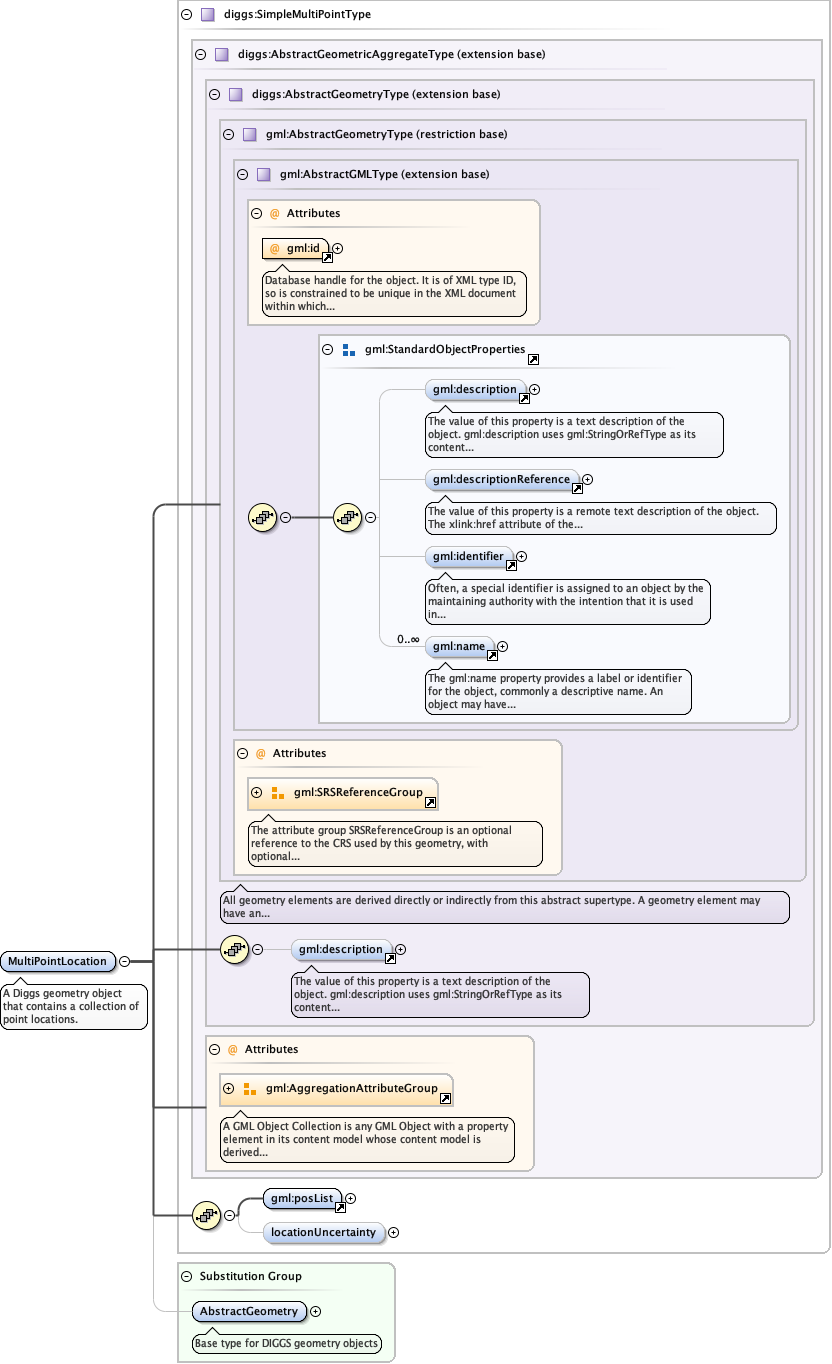 diggs:SimpleMultiPointType
diggs:AbstractGeometricAggregateType (extension base)
diggs:AbstractGeometryType (extension base)
gml:AbstractGeometryType (restriction base)
gml:AbstractGMLType (extension base)
@ Attributes
@ gml:id
Database handle for the object. It is of XML type ID,
so is constrained to be unique in the XML document
within which...
gml:StandardObjectProperties
gml:description
The value of this property is a text description of the
object. gml:description uses gml:StringOrRefType as its
content...
gml:descriptionReference
The value of this property is a remote text description of the object.
The xlink:href attribute of the...
gml:identifier
Often, a special identifier is assigned to an object by the
maintaining authority with the intention that it is used
in...
0..∞
gml:name
The gml:name property provides a label or identifier
for the object, commonly a descriptive name. An
object may have...
@ Attributes
gml:SRSReferenceGroup
The attribute group SRSReferenceGroup is an optional
reference to the CRS used by this geometry, with
optional...
All geometry elements are derived directly or indirectly from this abstract supertype. A geometry element may
have an...
gml:description
The value of this property is a text description of the
object. gml:description uses gml:StringOrRefType as its
content...
MultiPointLocation
A Diggs geometry object
that contains a collection of
point locations.
@ Attributes
gml:AggregationAttributeGroup
A GML Object Collection is any GML Object with a property
element in its content model whose content model is
derived...
gml:posList
locationUncertainty
Substitution Group
AbstractGeometry
Base type for DIGGS geometry objects